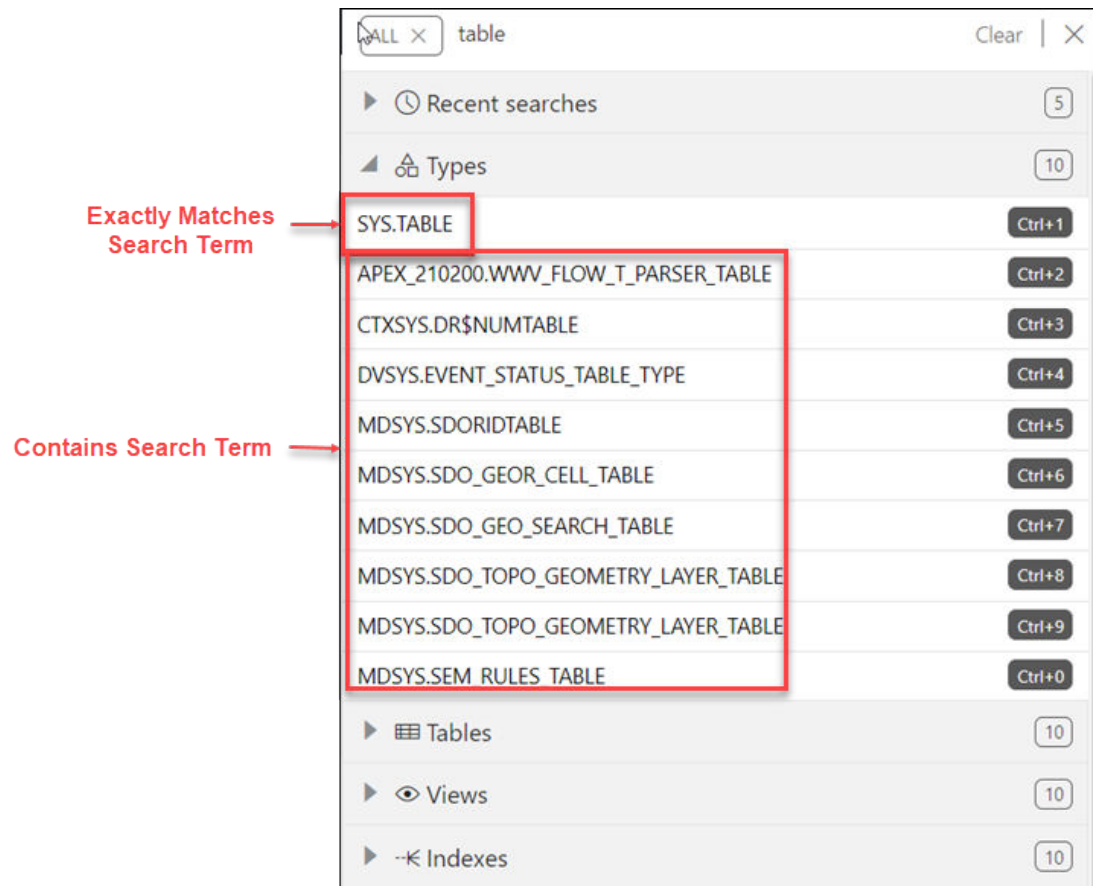 ALL × table Clear | ×
Recent searches 5
Types 10
Exactly Matches
Search Term
SYS.TABLE Ctrl+1
APEX_210200.WWV_FLOW_T_PARSER_TABLE Ctrl+2
CTXSYS.DR$NUMTABLE Ctrl+3
DVSYS.EVENT_STATUS_TABLE_TYPE Ctrl+4
Contains Search Term
MDSYS.SDORIDTABLE Ctrl+5
MDSYS.SDO_GEOR_CELL_TABLE Ctrl+6
MDSYS.SDO_GEO_SEARCH_TABLE Ctrl+7
MDSYS.SDO_TOPO_GEOMETRY_LAYER_TABLE Ctrl+8
MDSYS.SDO_TOPO_GEOMETRY_LAYER_TABLE Ctrl+9
MDSYS.SEM_RULES_TABLE Ctrl+0
Tables 10
Views 10
Indexes 10